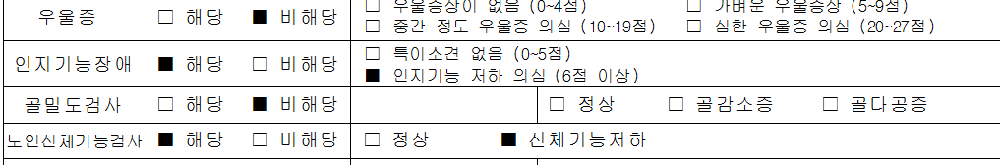 우울증 □ 해당 ■ 비해당 □ 우울증상이 없음 (0~4점) □ 가벼운 우울증상 (5~9점)
□ 중간 정도 우울증 의심 (10~19점) □ 심한 우울증 의심 (20~27점)
인지기능장애 ■ 해당 □ 비해당 □ 특이소견 없음 (0~5점)
■ 인지기능 저하 의심 (6점 이상)
골밀도검사 □ 해당 ■ 비해당 □ 정상 □ 골감소증 □ 골다공증
노인신체기능검사 ■ 해당 □ 비해당 □ 정상 ■ 신체기능저하